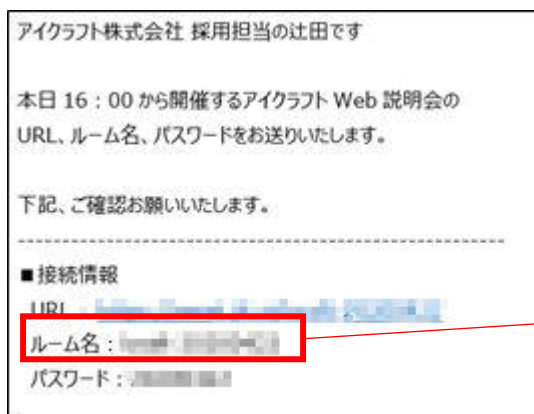 アイクラフト株式会社 採用担当の辻田です
本日 16：00 から開催するアイクラフト Web 説明会の
URL、ルーム名、パスワードをお送りいたします。
下記、ご確認お願いいたします。
--------------------------------------------------------
■接続情報
URL
ルーム名：
パスワード：